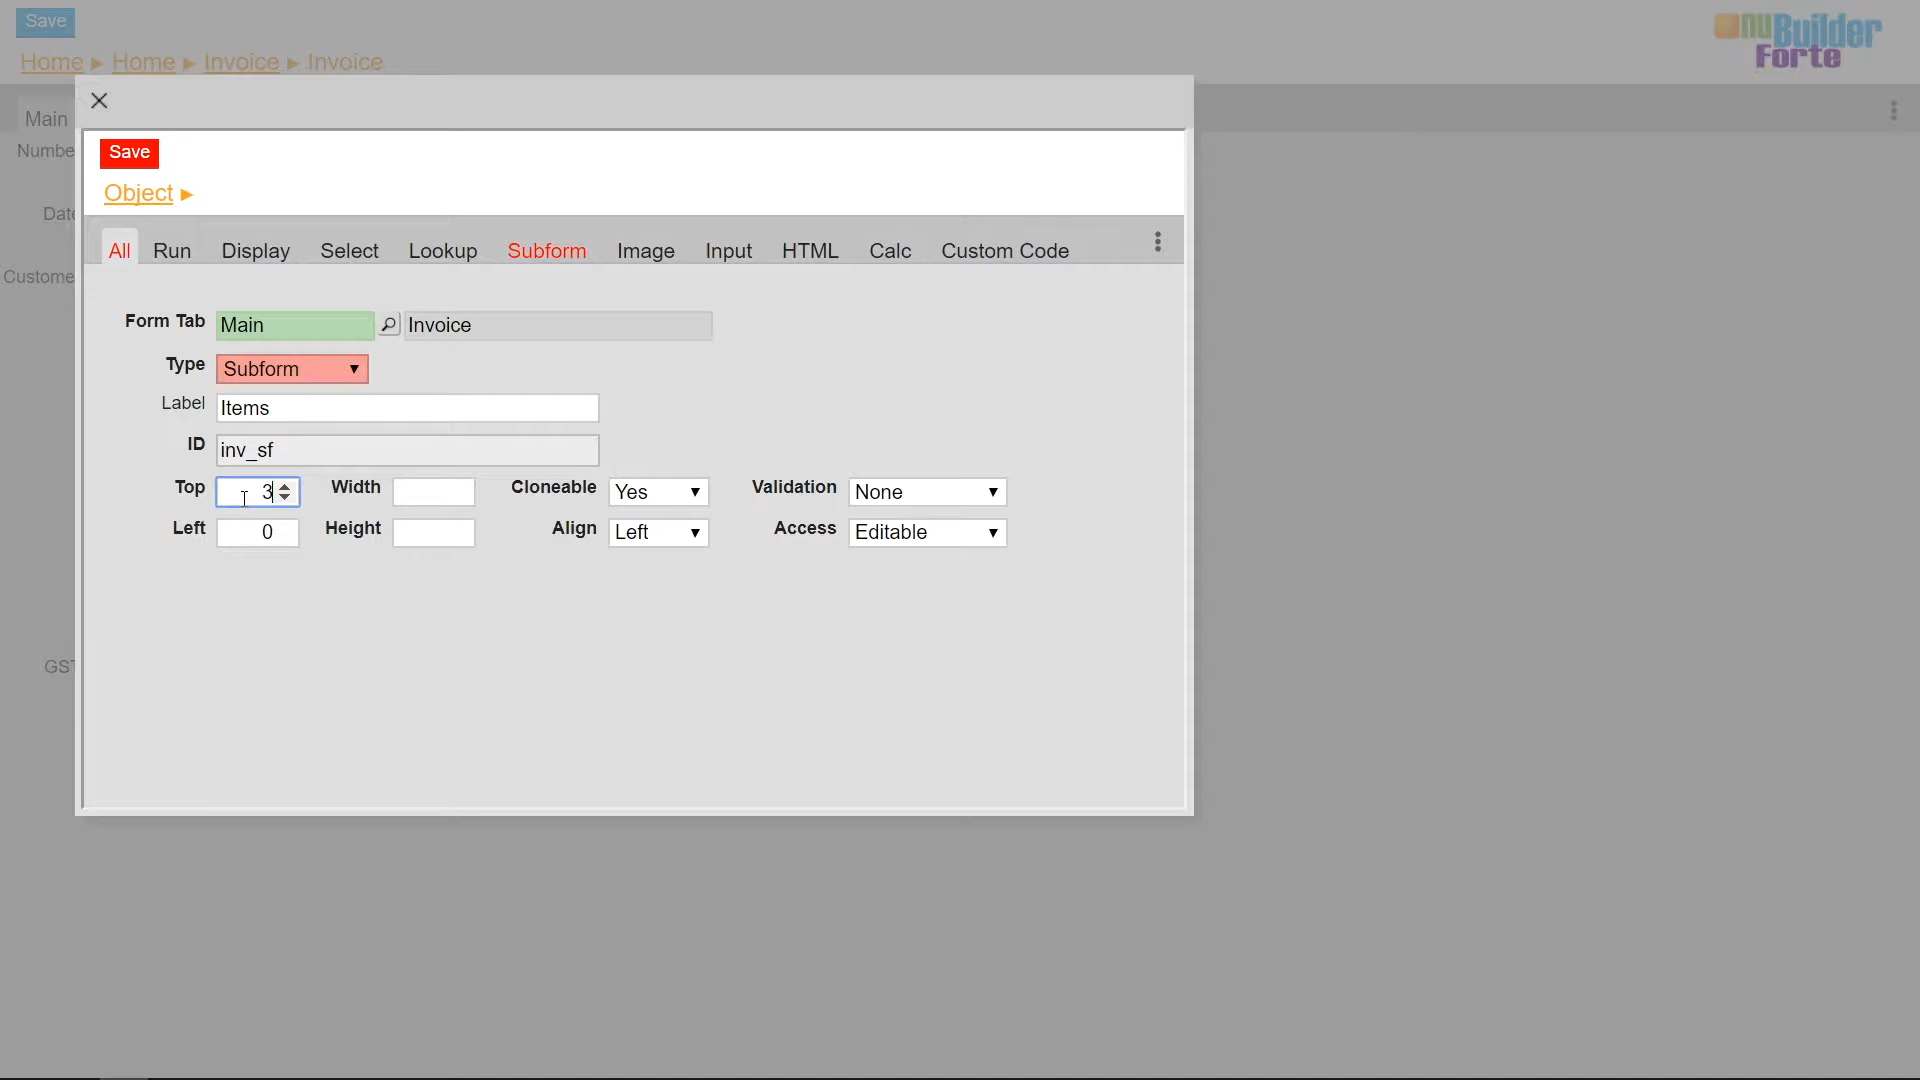 Save
nuBuilder
Forte
Home ▸ Home ▸ Invoice ▸ Invoice
Main
Numbe
Date
Custome
GST
Save
Object ▸
All Run Display Select Lookup Subform Image Input HTML Calc Custom Code
Form Tab Main Invoice
Type Subform
Label Items
ID inv_sf
Top 3 Width Cloneable Yes Validation None
Left 0 Height Align Left Access Editable